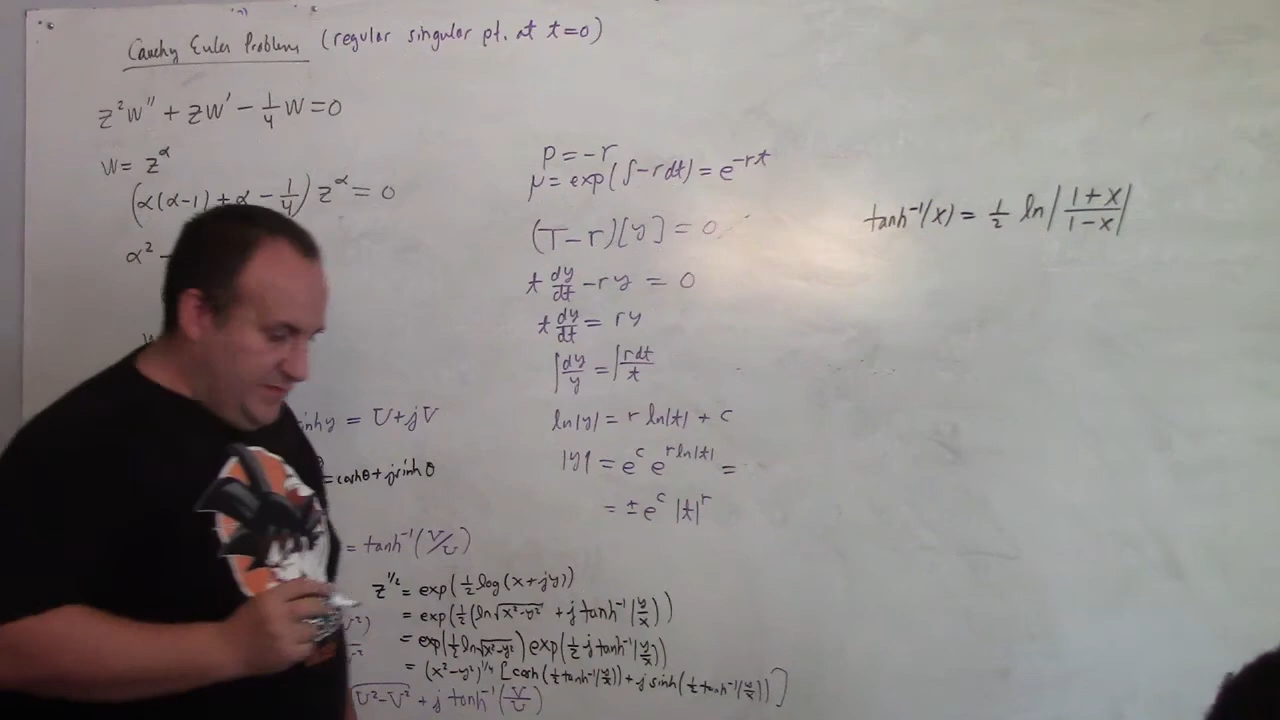 Cauchy Euler Problem (regular singular pt. at t=0)
z²w'' + zw' − 1/4 w = 0
w = z^α
(α(α−1) + α − 1/4) z^α = 0
α² −
sinh y = U + jV
= coshθ + j sinhθ
= tanh⁻¹(V/U)
z^{1/2} = exp(1/2 log(x+jy))
= exp(1/2 (ln√(x²−y²) + j tanh⁻¹(y/x)))
= exp(1/2 ln√(x²−y²)) exp(1/2 j tanh⁻¹(y/x))
= (x²−y²)^{1/4} [cosh(1/2 tanh⁻¹(y/x)) + j sinh(1/2 tanh⁻¹(y/x))]
√(U²−V²) + j tanh⁻¹(V/U)
p = −r
μ = exp(∫−r dt) = e^{−rt}
(T−r)[y] = 0
t dy/dt − ry = 0
t dy/dt = ry
∫ dy/y = ∫ r dt/t
ln|y| = r ln|t| + c
|y| = e^c e^{r ln|t|} =
= ± e^c |t|^r
tanh⁻¹(x) = 1/2 ln |(1+x)/(1−x)|